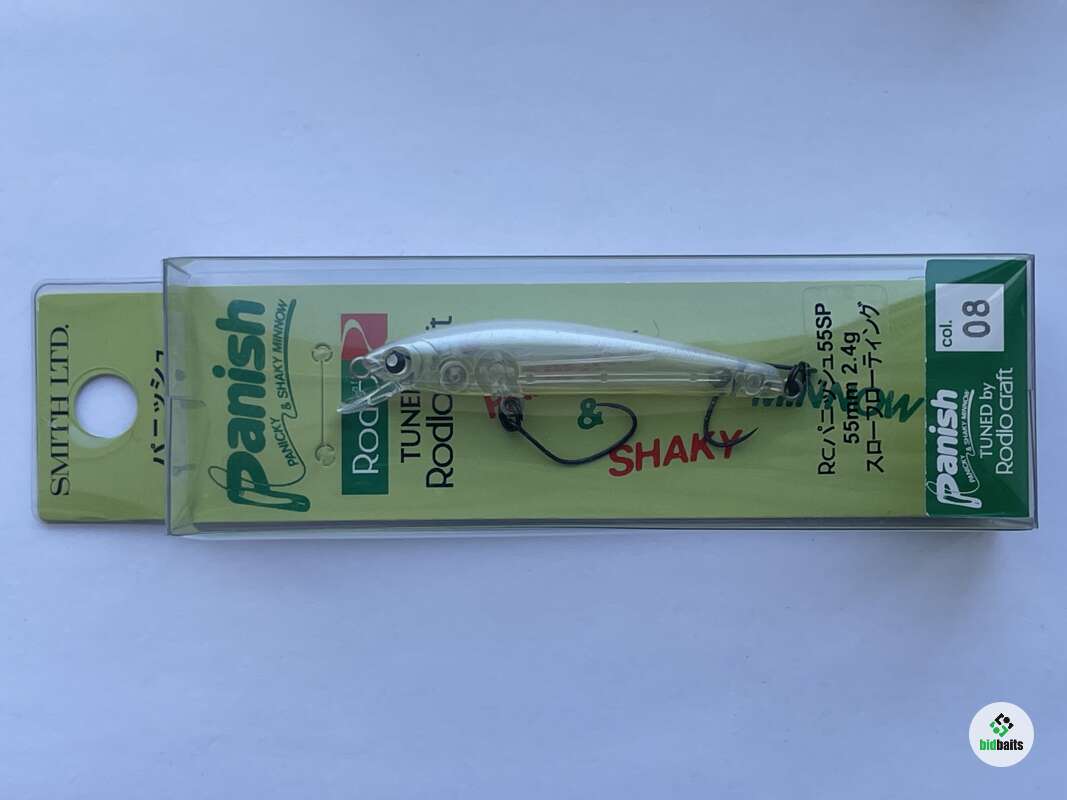 SMITH LTD.
パニッシュ
Panish
PANICKY
& SHAKY MINNOW
TUNED
Rodio
&
SHAKY
MINNOW
RCパニッシュ55SP
55mm 2.4g
スローフローティング
col.
08
Panish
PANICKY
& SHAKY MINNOW
TUNED by
Rodio craft
bidbaits